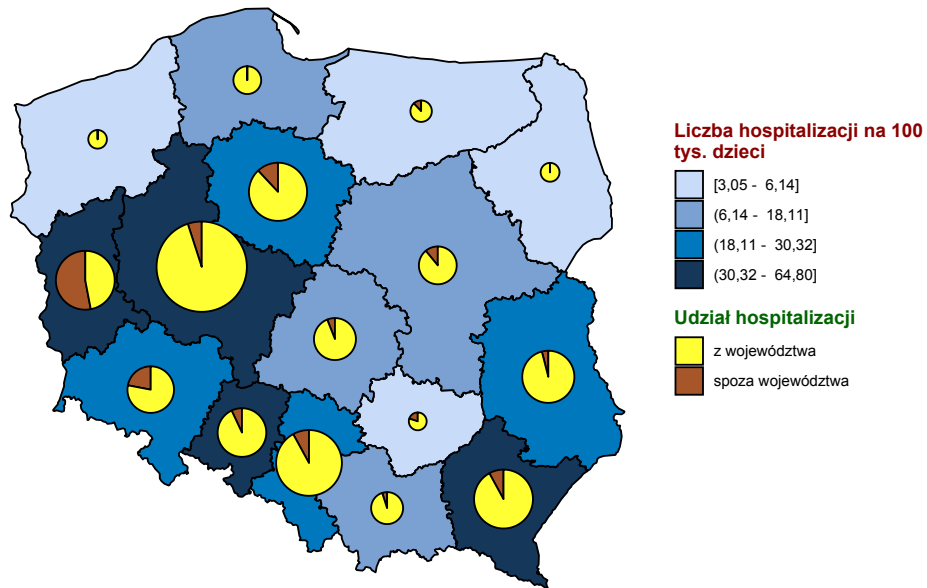 Liczba hospitalizacji na 100
tys. dzieci
[3,05 - 6,14]
(6,14 - 18,11]
(18,11 - 30,32]
(30,32 - 64,80]
Udział hospitalizacji
z województwa
spoza województwa